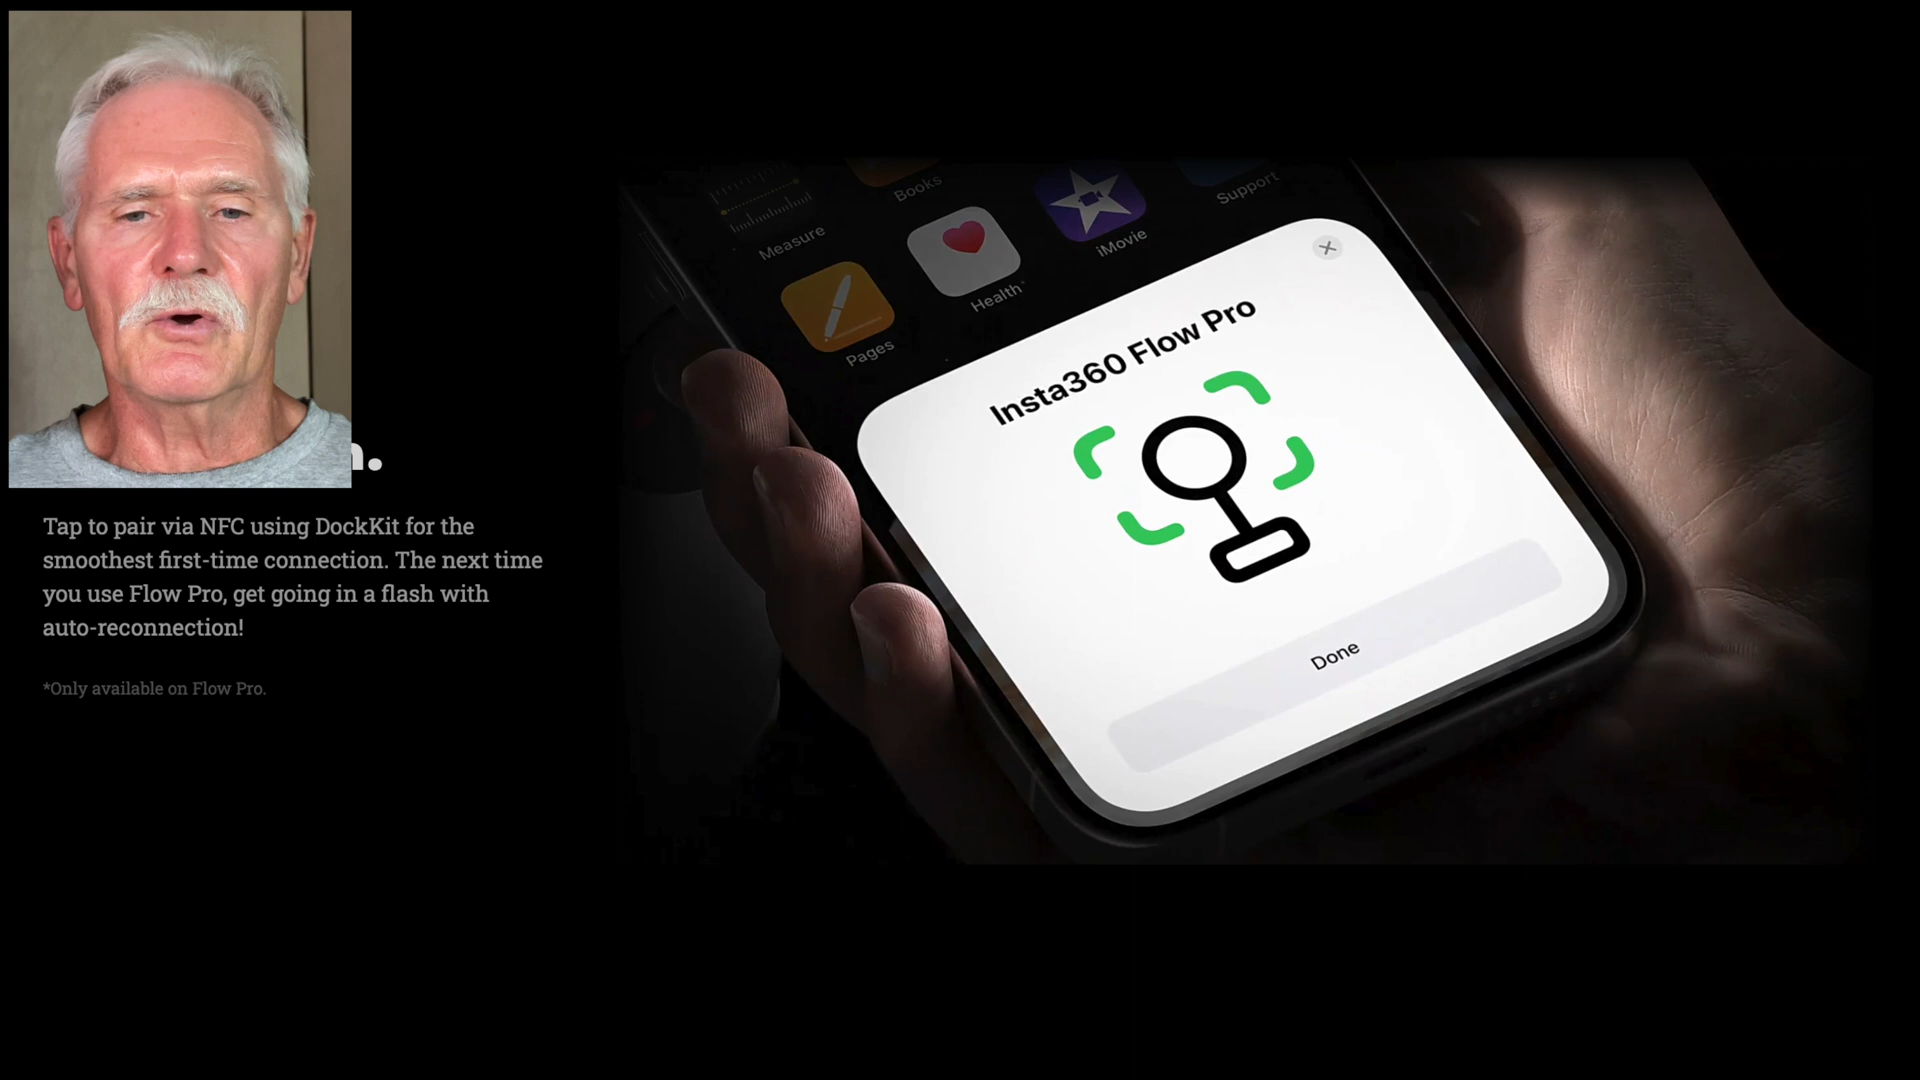 Books
Support
Measure
iMovie
Health
Pages
Insta360 Flow Pro
n.
Tap to pair via NFC using DockKit for the
smoothest first-time connection. The next time
you use Flow Pro, get going in a flash with
auto-reconnection!
Done
*Only available on Flow Pro.